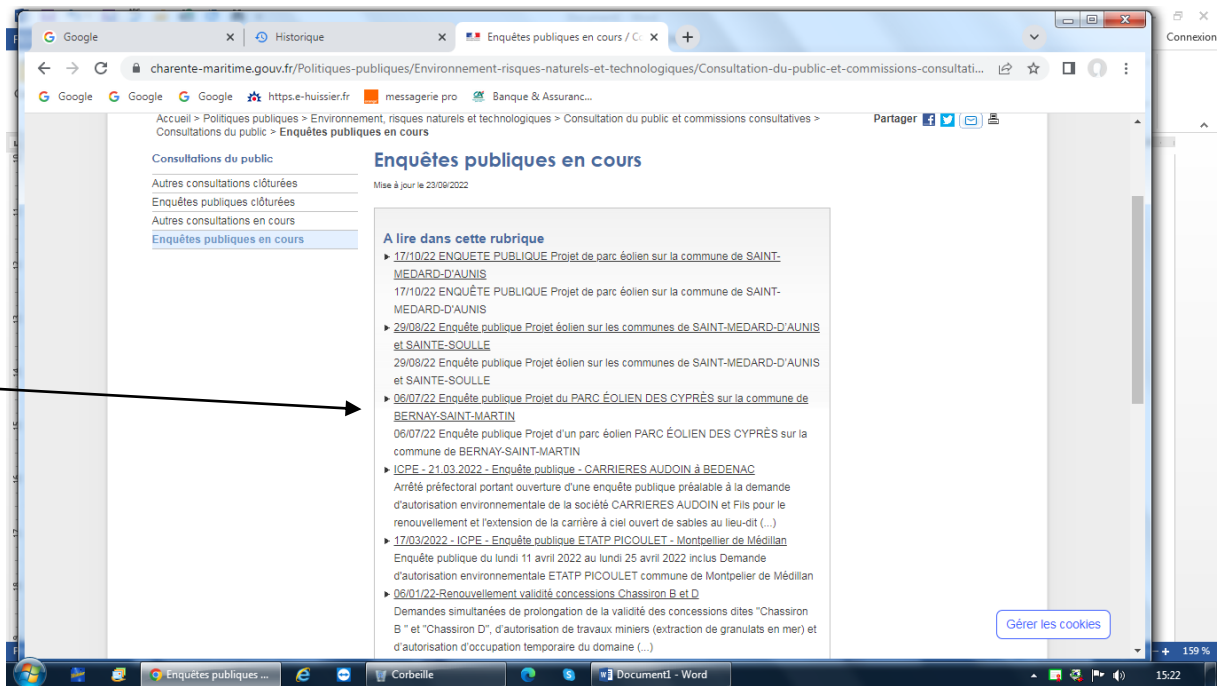 Google
Historique
Enquêtes publiques en cours / Co
Connexion
charente-maritime.gouv.fr/Politiques-publiques/Environnement-risques-naturels-et-technologiques/Consultation-du-public-et-commissions-consultati...
Google Google Google https.e-huissier.fr messagerie pro Banque & Assuranc...
Accueil > Politiques publiques > Environnement, risques naturels et technologiques > Consultation du public et commissions consultatives >
Consultations du public > Enquêtes publiques en cours
Partager
Consultations du public
Autres consultations clôturées
Enquêtes publiques clôturées
Autres consultations en cours
Enquêtes publiques en cours
Enquêtes publiques en cours
Mise à jour le 23/09/2022
A lire dans cette rubrique
17/10/22 ENQUETE PUBLIQUE Projet de parc éolien sur la commune de SAINT-
MEDARD-D'AUNIS
17/10/22 ENQUÊTE PUBLIQUE Projet de parc éolien sur la commune de SAINT-
MEDARD-D'AUNIS
29/08/22 Enquête publique Projet éolien sur les communes de SAINT-MEDARD-D'AUNIS
et SAINTE-SOULLE
29/08/22 Enquête publique Projet éolien sur les communes de SAINT-MEDARD-D'AUNIS
et SAINTE-SOULLE
06/07/22 Enquête publique Projet du PARC ÉOLIEN DES CYPRÈS sur la commune de
BERNAY-SAINT-MARTIN
06/07/22 Enquête publique Projet d'un parc éolien PARC ÉOLIEN DES CYPRÈS sur la
commune de BERNAY-SAINT-MARTIN
ICPE - 21.03.2022 - Enquête publique - CARRIERES AUDOIN à BEDENAC
Arrêté préfectoral portant ouverture d'une enquête publique préalable à la demande
d'autorisation environnementale de la société CARRIERES AUDOIN et Fils pour le
renouvellement et l'extension de la carrière à ciel ouvert de sables au lieu-dit (...)
17/03/2022 - ICPE - Enquête publique ETATP PICOULET - Montpellier de Médillan
Enquête publique du lundi 11 avril 2022 au lundi 25 avril 2022 inclus Demande
d'autorisation environnementale ETATP PICOULET commune de Montpelier de Médillan
06/01/22-Renouvellement validité concessions Chassiron B et D
Demandes simultanées de prolongation de la validité des concessions dites "Chassiron
B " et "Chassiron D", d'autorisation de travaux miniers (extraction de granulats en mer) et
d'autorisation d'occupation temporaire du domaine (...)
Gérer les cookies
159 %
Enquêtes publiques ...
Corbeille
Document1 - Word
15:22